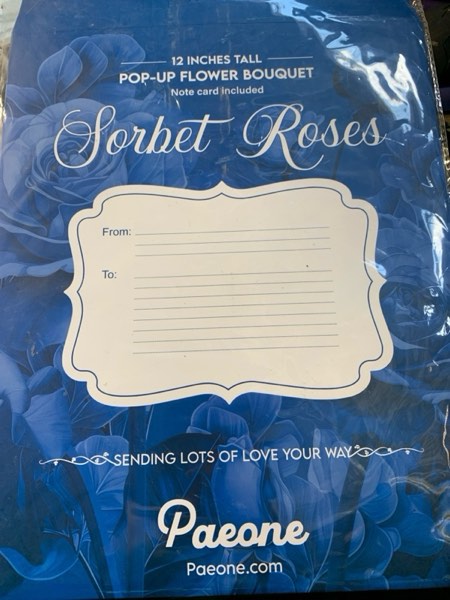 12 INCHES TALL
POP-UP FLOWER BOUQUET
Note card included
Sorbet Roses
From:
To:
SENDING LOTS OF LOVE YOUR WAY
Paeone
Paeone.com